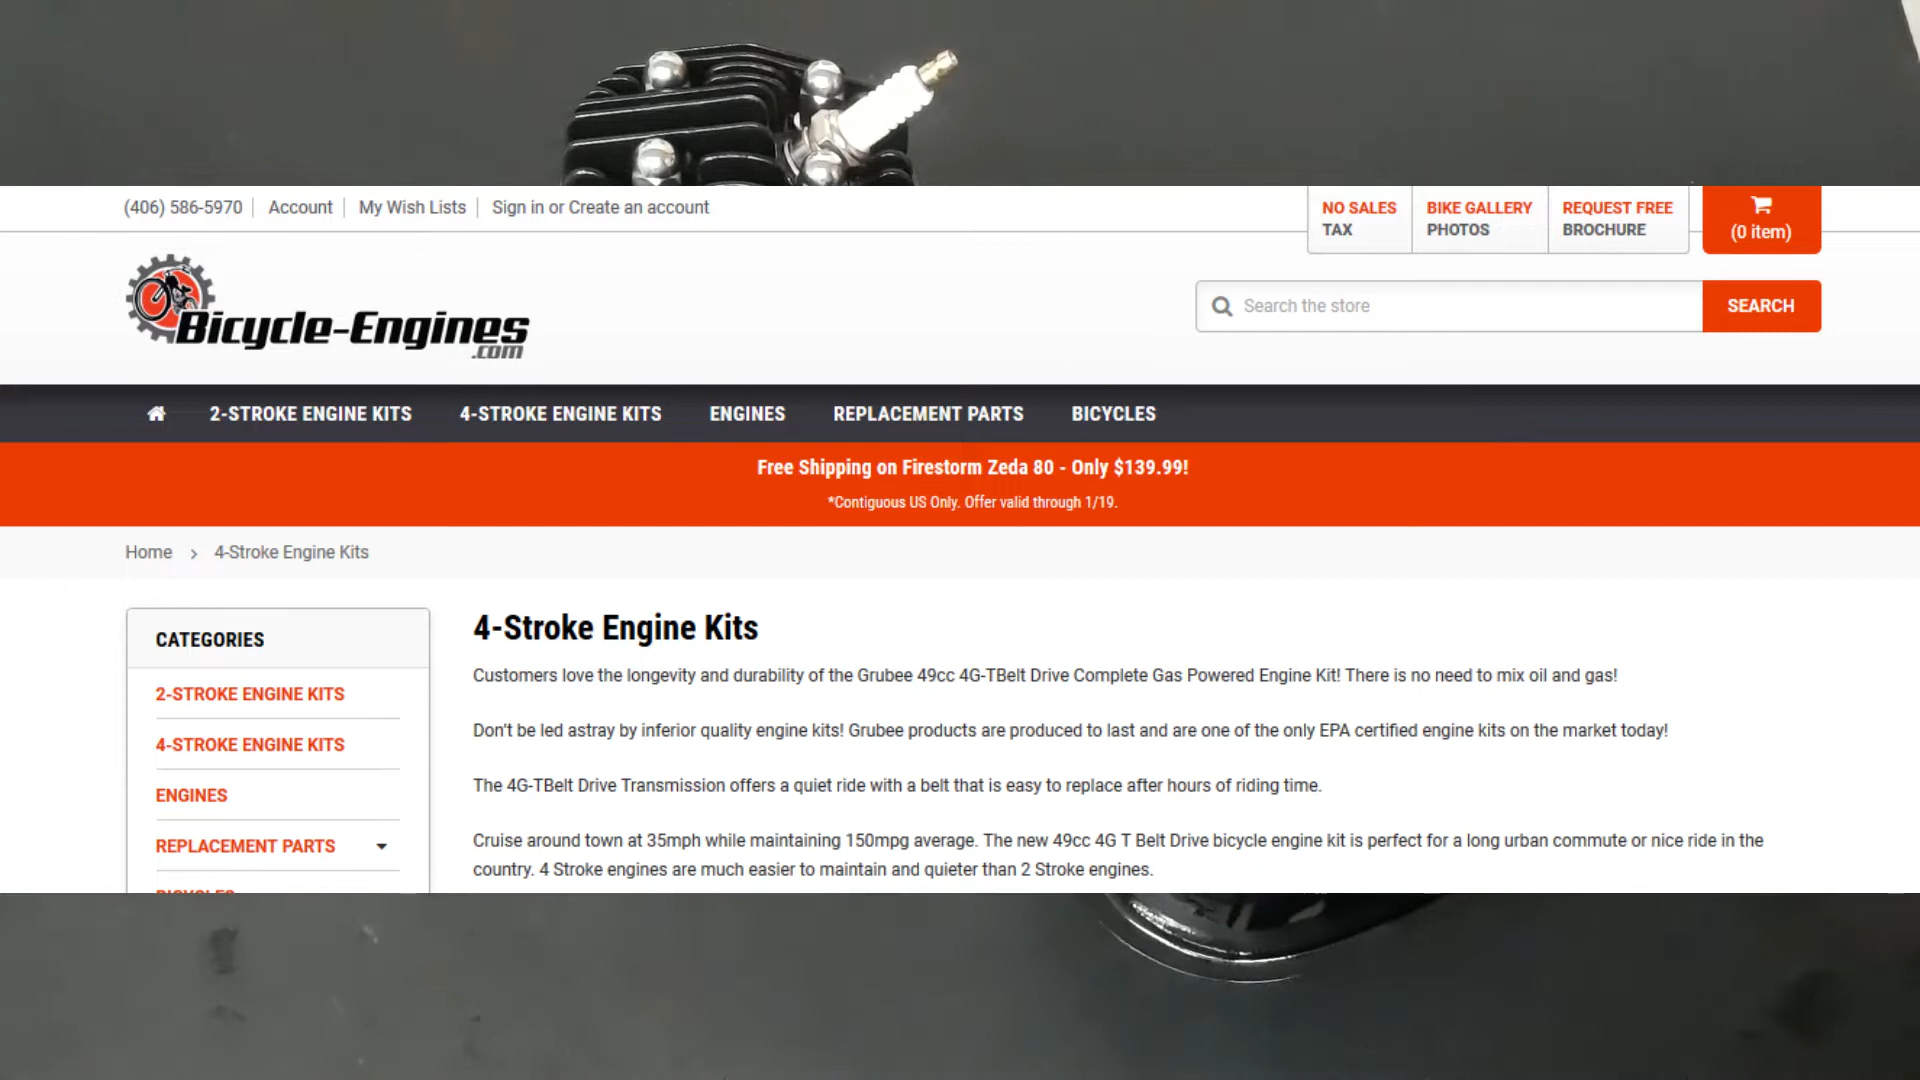 (406) 586-5970 Account My Wish Lists Sign in or Create an account
NO SALES TAX
BIKE GALLERY PHOTOS
REQUEST FREE BROCHURE
(0 item)
Bicycle-Engines
.com
Search the store
SEARCH
2-STROKE ENGINE KITS 4-STROKE ENGINE KITS ENGINES REPLACEMENT PARTS BICYCLES
Free Shipping on Firestorm Zeda 80 - Only $139.99!
*Contiguous US Only. Offer valid through 1/19.
Home > 4-Stroke Engine Kits
CATEGORIES
2-STROKE ENGINE KITS
4-STROKE ENGINE KITS
ENGINES
REPLACEMENT PARTS
BICYCLES
4-Stroke Engine Kits
Customers love the longevity and durability of the Grubee 49cc 4G-TBelt Drive Complete Gas Powered Engine Kit! There is no need to mix oil and gas!
Don't be led astray by inferior quality engine kits! Grubee products are produced to last and are one of the only EPA certified engine kits on the market today!
The 4G-TBelt Drive Transmission offers a quiet ride with a belt that is easy to replace after hours of riding time.
Cruise around town at 35mph while maintaining 150mpg average. The new 49cc 4G T Belt Drive bicycle engine kit is perfect for a long urban commute or nice ride in the
country. 4 Stroke engines are much easier to maintain and quieter than 2 Stroke engines.